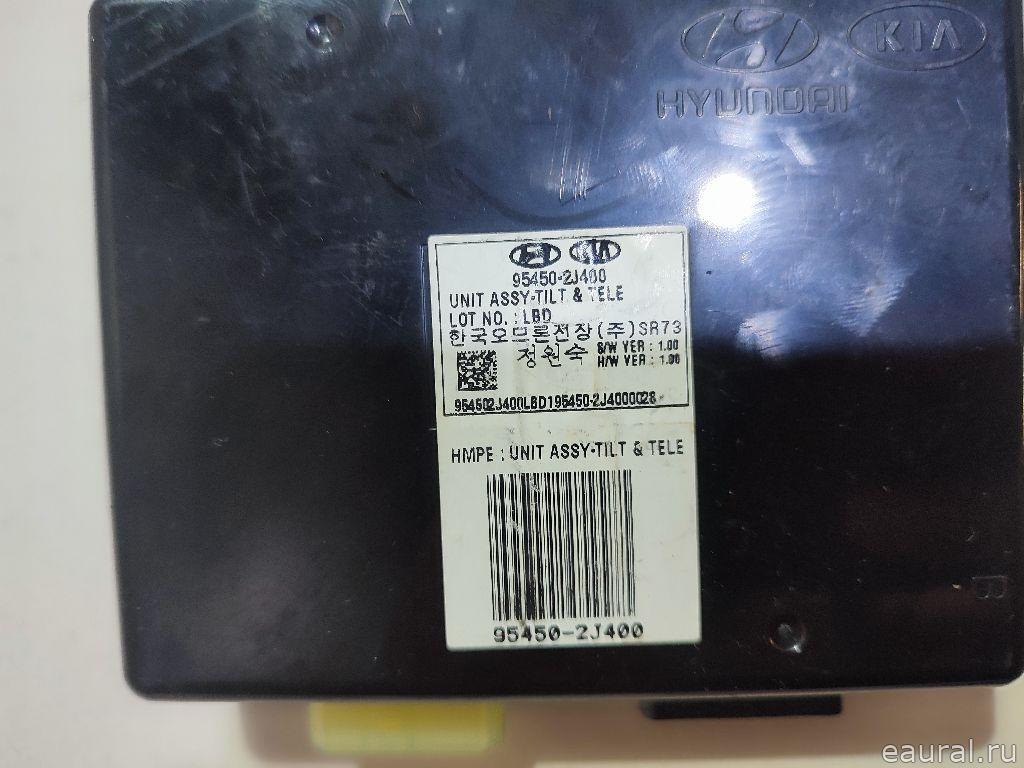 A
KIA
HYUNDAI
KIA
95450-2J400
UNIT ASSY-TILT & TELE
LOT NO. : LBD
한국오므론전장(주)SR73
정원숙
S/W VER : 1.00
H/W VER : 1.00
954502J400LBD195450-2J4000028
HMPE : UNIT ASSY-TILT & TELE
95450-2J400
B
eaural.ru